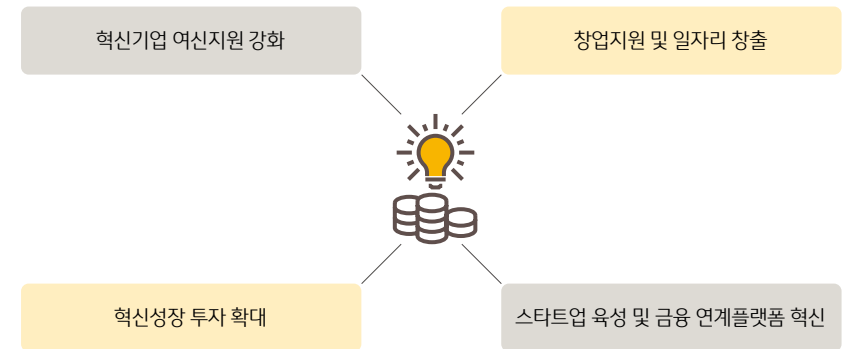 혁신기업 여신지원 강화
창업지원 및 일자리 창출
혁신성장 투자 확대
스타트업 육성 및 금융 연계플랫폼 혁신